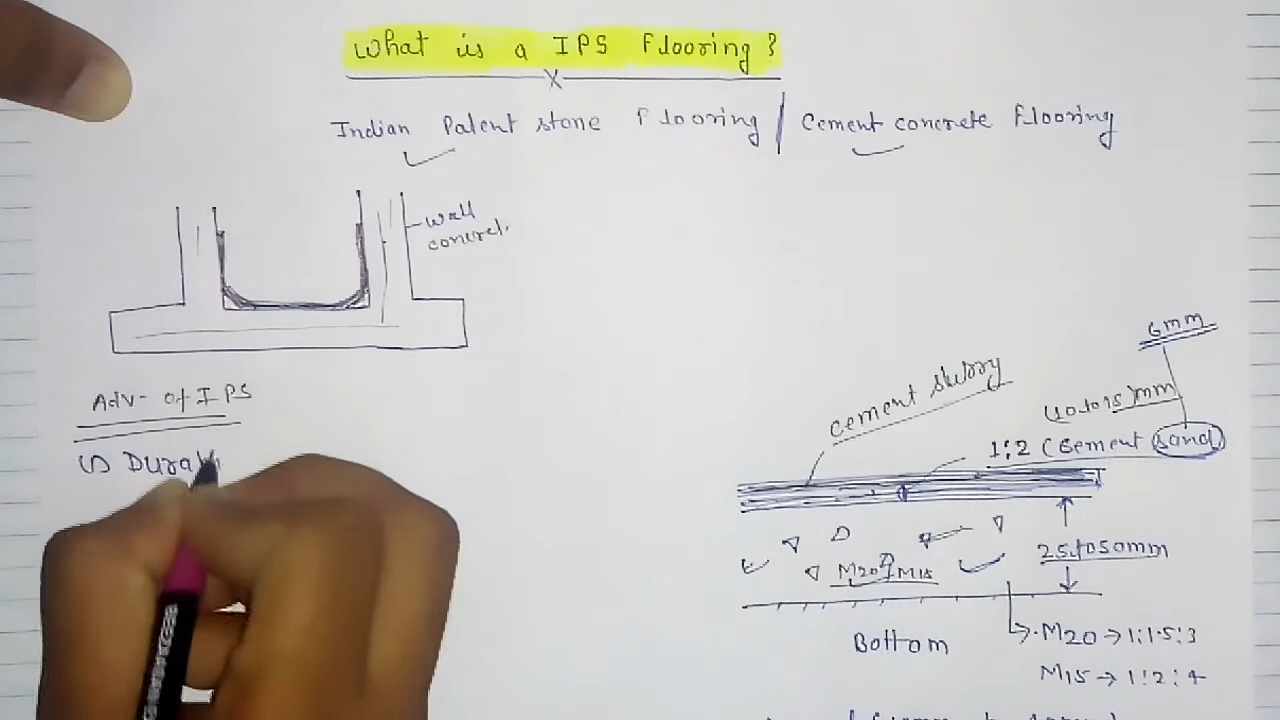 What is a IPS Flooring?
Indian Patent stone Flooring / Cement concrete Flooring
wall
Adv- of IPS
(1) Dura
6mm
cement slurry
(10 to 15) mm
1:2 (Cement sand)
25 to 50mm
M20 M15
Bottom
M20 → 1:1.5:3
M15 → 1:2:4